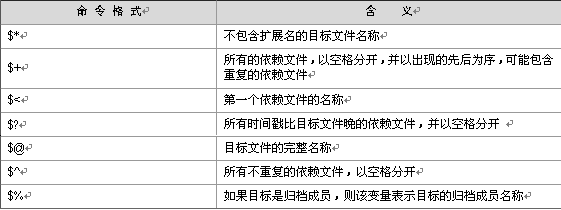 命 令 格 式 含 义
$* 不包含扩展名的目标文件名称
$+ 所有的依赖文件，以空格分开，并以出现的先后为序，可能包含
重复的依赖文件
$< 第一个依赖文件的名称
$? 所有时间戳比目标文件晚的依赖文件，并以空格分开
$@ 目标文件的完整名称
$^ 所有不重复的依赖文件，以空格分开
$% 如果目标是归档成员，则该变量表示目标的归档成员名称